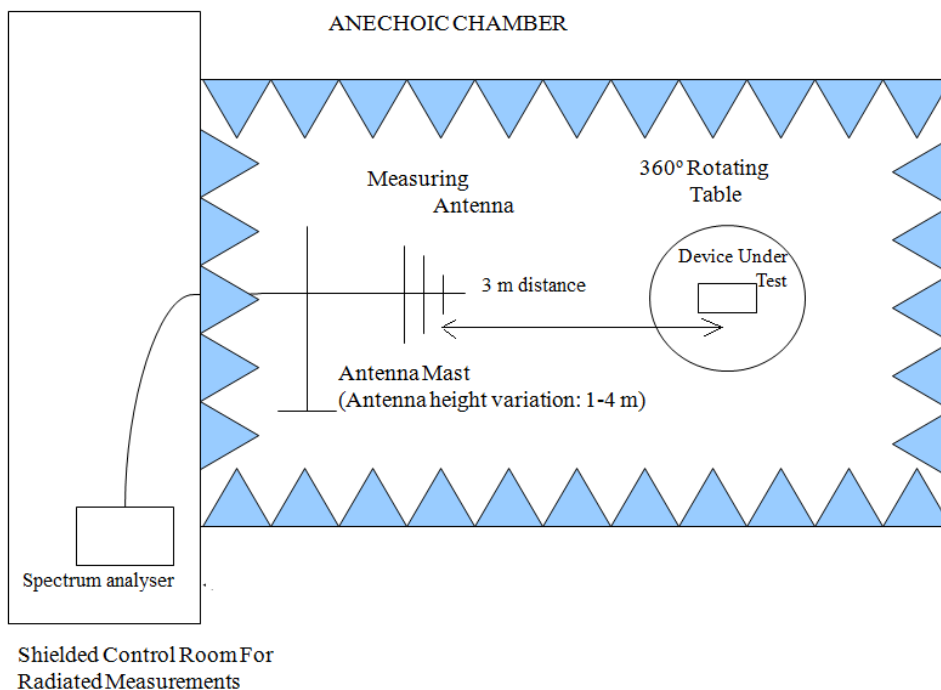 ANECHOIC CHAMBER
Measuring
Antenna
360º Rotating
Table
Device Under
Test
3 m distance
Antenna Mast
(Antenna height variation: 1-4 m)
Spectrum analyser
Shielded Control Room For
Radiated Measurements